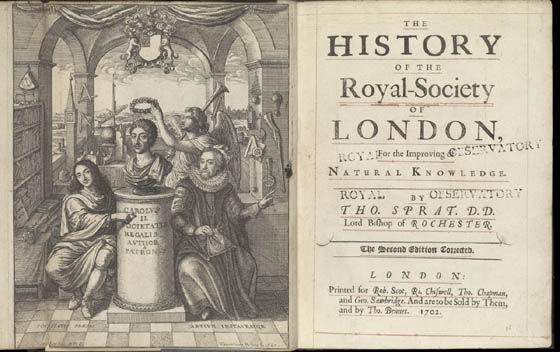 CAROLVS
II
SOCIETATIS
REGALIS
AVTHOR
PATRONVS
ARTIUM INSTAURATOR
THE
HISTORY
OF THE
Royal-Society
OF
LONDON,
For the Improving of
ROYAL OBSERVATORY
NATURAL KNOWLEDGE.
ROYAL OBSERVATORY
BY
THO. SPRAT. D.D.
Lord Bishop of ROCHESTER.
The Second Edition Corrected.
LONDON:
Printed for Rob. Scot, Ri. Chiswell, Tho. Chapman,
and Geo. Sawbridge. And are to be Sold by Them,
and by Tho. Bennet. 1702.